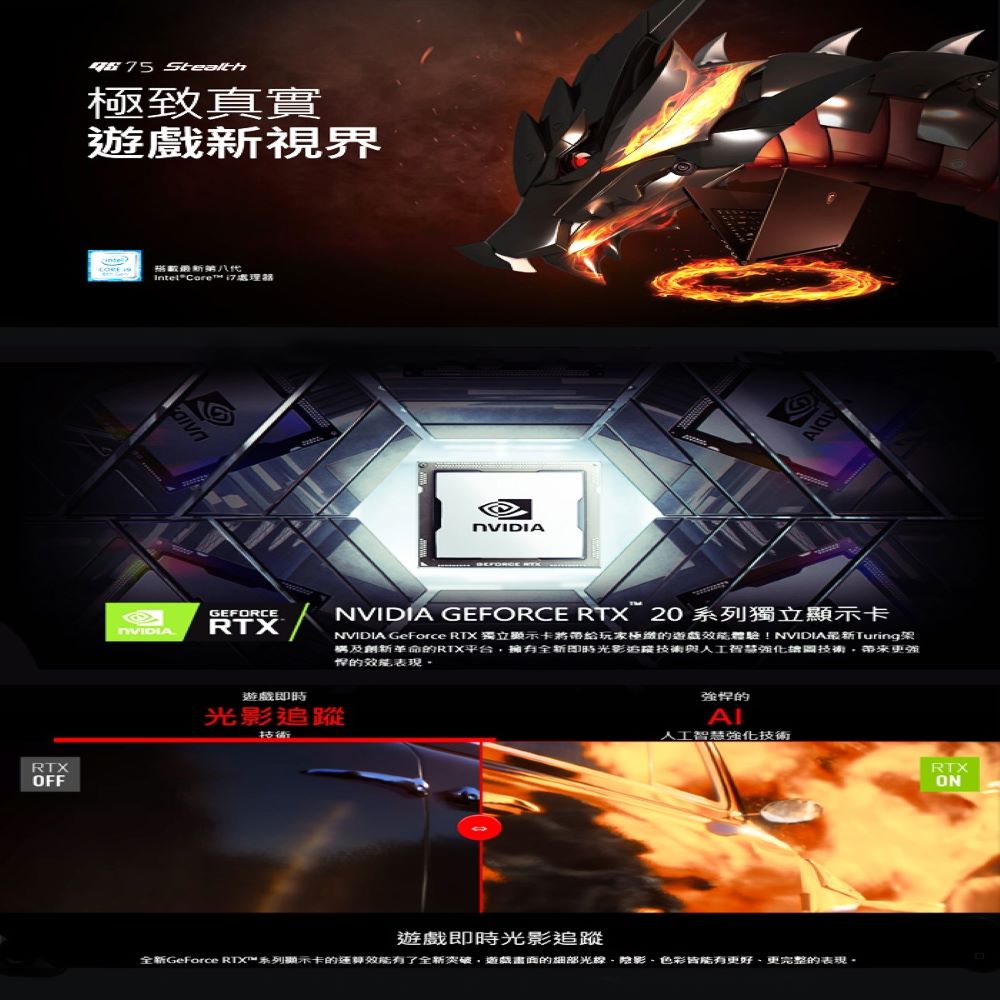 75 Stealth
極致真實
遊戲新視界
intel
CORE i9
搭載最新第八代
Intel®Core™ i7處理器
NVIDIA
NVIDIA
NVIDIA
GEFORCE RTX
NVIDIA
GEFORCE
RTX
NVIDIA GEFORCE RTX™ 20 系列獨立顯示卡
NVIDIA GeForce RTX 獨立顯示卡將帶給玩家極緻的遊戲效能體驗！NVIDIA最新Turing架
構及創新革命的RTX平台，擁有全新即時光影追蹤技術與人工智慧強化繪圖技術，帶來更強
悍的效能表現。
遊戲即時
光影追蹤
技術
強悍的
AI
人工智慧強化技術
RTX
OFF
RTX
ON
遊戲即時光影追蹤
全新GeForce RTX™系列顯示卡的運算效能有了全新突破，遊戲畫面的細部光線、陰影、色彩皆能有更好、更完整的表現。